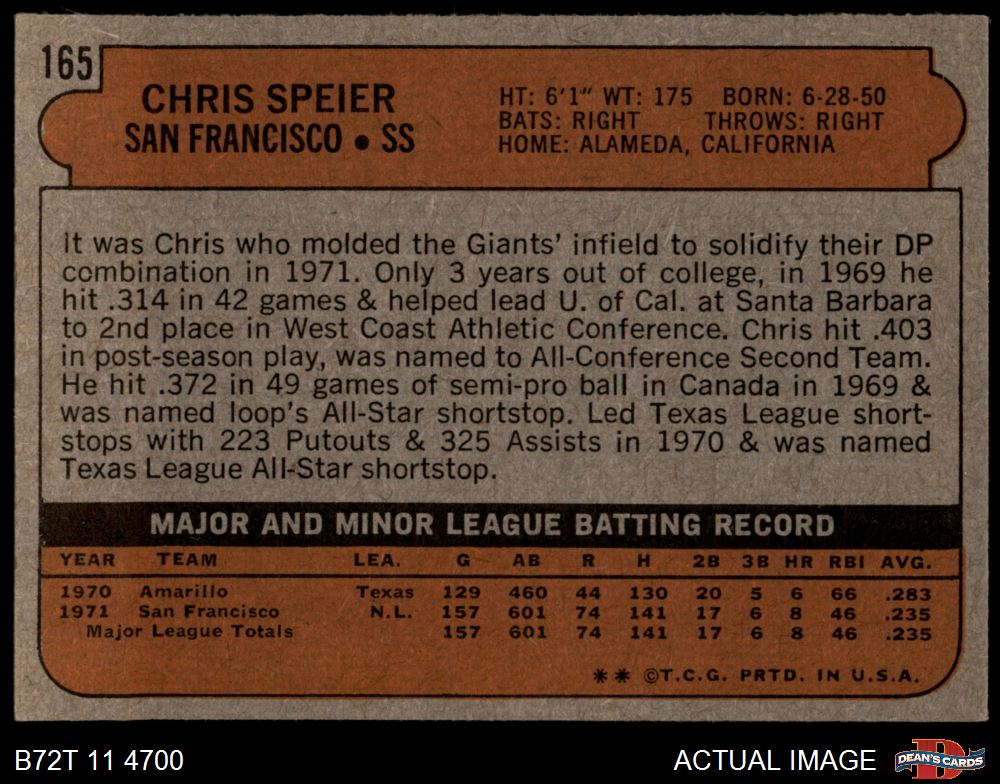 165
CHRIS SPEIER
SAN FRANCISCO • SS
HT: 6'1" WT: 175 BORN: 6-28-50
BATS: RIGHT THROWS: RIGHT
HOME: ALAMEDA, CALIFORNIA
It was Chris who molded the Giants' infield to solidify their DP
combination in 1971. Only 3 years out of college, in 1969 he
hit .314 in 42 games & helped lead U. of Cal. at Santa Barbara
to 2nd place in West Coast Athletic Conference. Chris hit .403
in post-season play, was named to All-Conference Second Team.
He hit .372 in 49 games of semi-pro ball in Canada in 1969 &
was named loop's All-Star shortstop. Led Texas League short-
stops with 223 Putouts & 325 Assists in 1970 & was named
Texas League All-Star shortstop.
MAJOR AND MINOR LEAGUE BATTING RECORD
YEAR TEAM LEA. G AB R H 2B 3B HR RBI AVG.
1970 Amarillo Texas 129 460 44 130 20 5 6 66 .283
1971 San Francisco N.L. 157 601 74 141 17 6 8 46 .235
Major League Totals 157 601 74 141 17 6 8 46 .235
** ©T.C.G. PRTD. IN U.S.A.
B72T 11 4700
ACTUAL IMAGE
D
DEAN'S CARDS